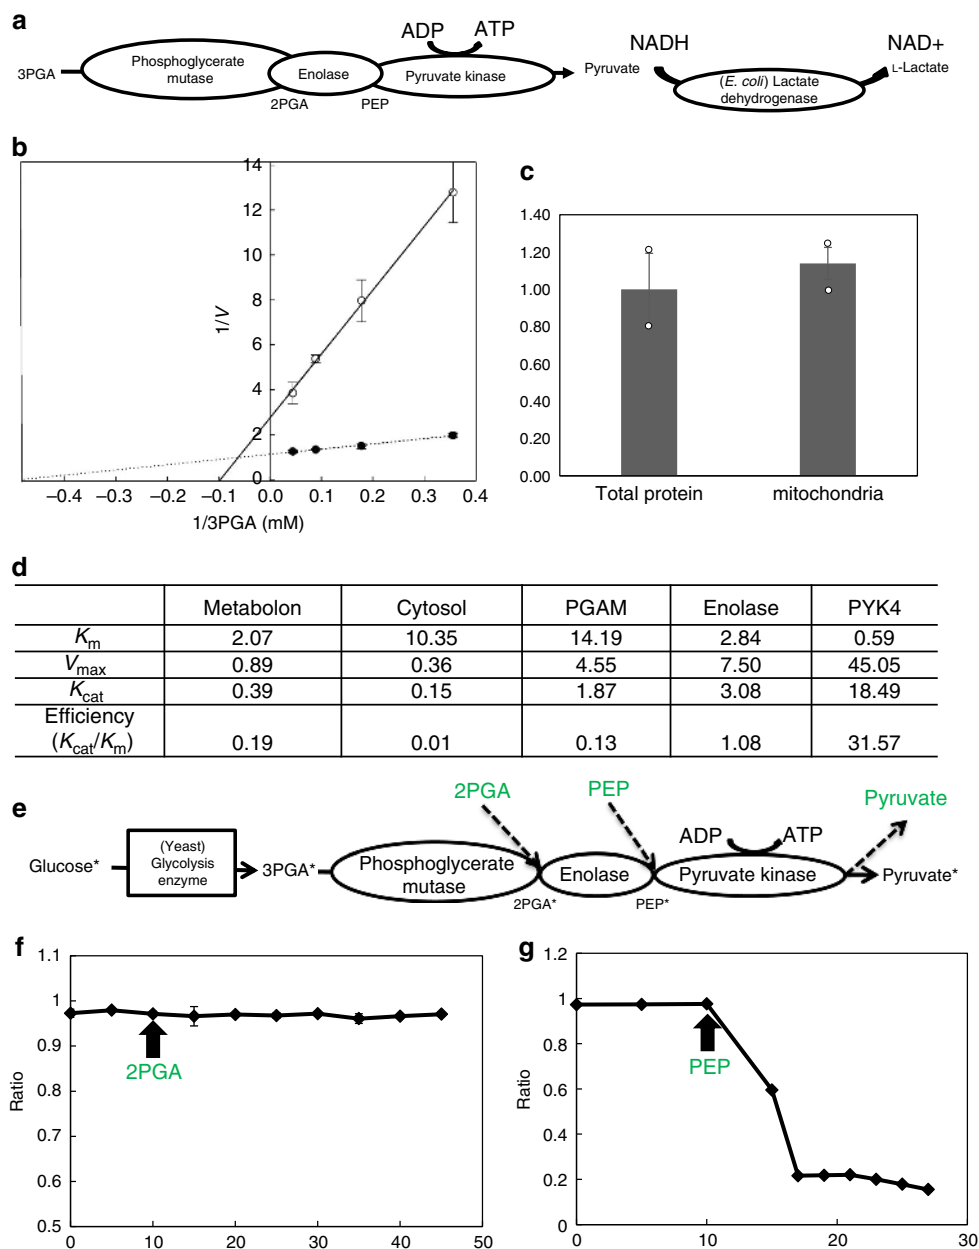 a
ADP ATP
NADH NAD+
3PGA Phosphoglycerate mutase Enolase Pyruvate kinase Pyruvate (E. coli) Lactate dehydrogenase L-Lactate
2PGA PEP
b
14
12
10
8
6
4
2
0
1/V
–0.4 –0.3 –0.2 –0.1 0.0 0.1 0.2 0.3 0.4
1/3PGA (mM)
c
1.40
1.20
1.00
0.80
0.60
0.40
0.20
0.00
Total protein mitochondria
d
Metabolon Cytosol PGAM Enolase PYK4
Km 2.07 10.35 14.19 2.84 0.59
Vmax 0.89 0.36 4.55 7.50 45.05
Kcat 0.39 0.15 1.87 3.08 18.49
Efficiency
(Kcat/Km) 0.19 0.01 0.13 1.08 31.57
e
2PGA PEP Pyruvate
ADP ATP
Glucose* (Yeast) Glycolysis enzyme 3PGA* Phosphoglycerate mutase Enolase Pyruvate kinase Pyruvate*
2PGA* PEP*
f
1.1
1
0.9
0.8
0.7
0.6
0.5
Ratio
2PGA
0 10 20 30 40 50
g
1.2
1
0.8
0.6
0.4
0.2
0
Ratio
PEP
0 10 20 30